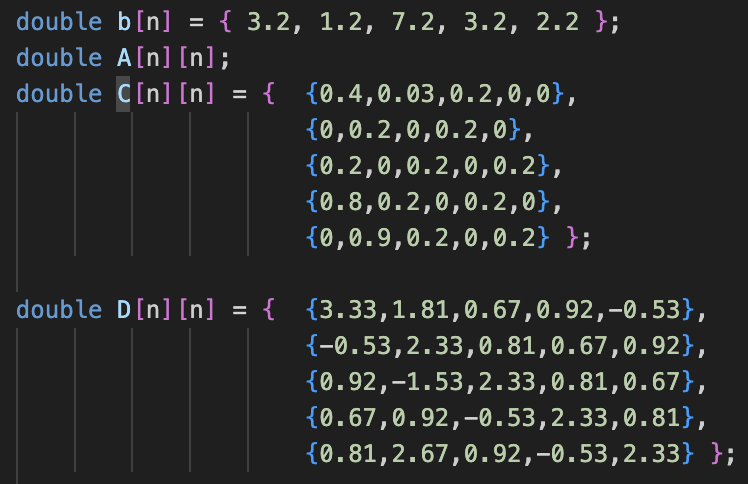 double b[n] = { 3.2, 1.2, 7.2, 3.2, 2.2 };
double A[n][n];
double C[n][n] = {  {0.4,0.03,0.2,0,0},
{0,0.2,0,0.2,0},
{0.2,0,0.2,0,0.2},
{0.8,0.2,0,0.2,0},
{0,0.9,0.2,0,0.2} };
double D[n][n] = {  {3.33,1.81,0.67,0.92,-0.53},
{-0.53,2.33,0.81,0.67,0.92},
{0.92,-1.53,2.33,0.81,0.67},
{0.67,0.92,-0.53,2.33,0.81},
{0.81,2.67,0.92,-0.53,2.33} };